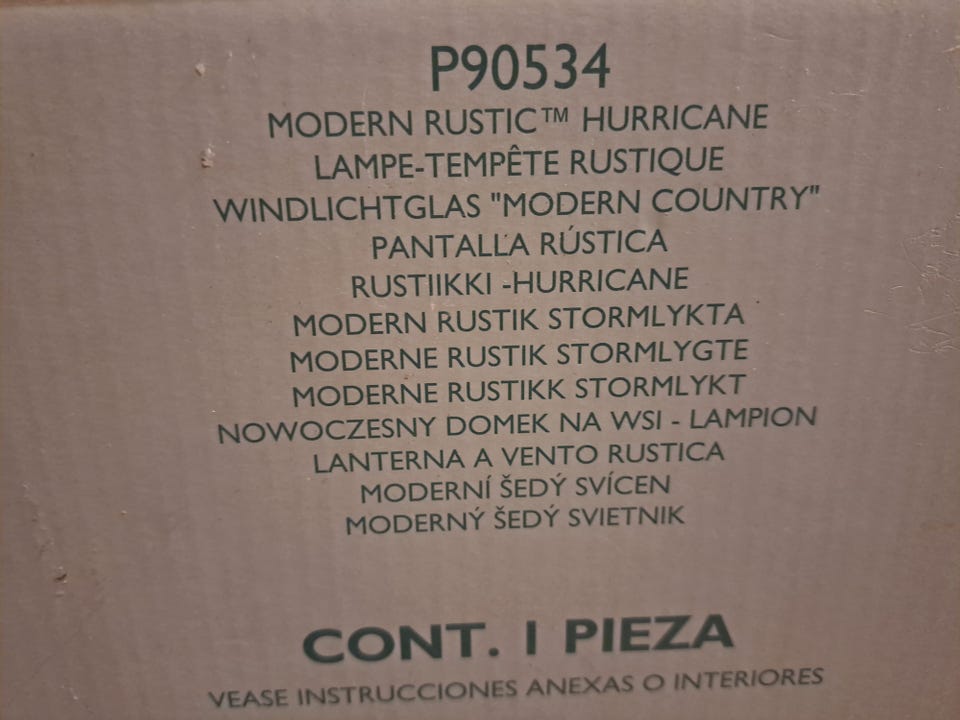 P90534
MODERN RUSTIC™ HURRICANE
LAMPE-TEMPÊTE RUSTIQUE
WINDLICHTGLAS "MODERN COUNTRY"
PANTALLA RÚSTICA
RUSTIIKKI -HURRICANE
MODERN RUSTIK STORMLYKTA
MODERNE RUSTIK STORMLYGTE
MODERNE RUSTIKK STORMLYKT
NOWOCZESNY DOMEK NA WSI - LAMPION
LANTERNA A VENTO RUSTICA
MODERNÍ ŠEDÝ SVÍCEN
MODERNÝ ŠEDÝ SVIETNIK
CONT. 1 PIEZA
VEASE INSTRUCCIONES ANEXAS O INTERIORES